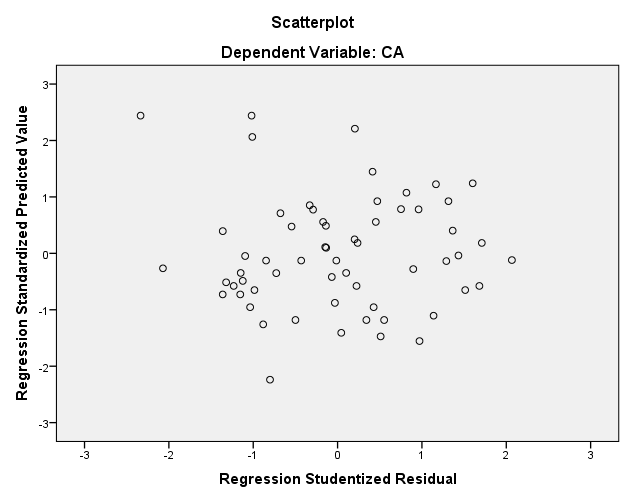 Scatterplot
Dependent Variable: CA
Regression Standardized Predicted Value
3
2
1
0
-1
-2
-3
-3 -2 -1 0 1 2 3
Regression Studentized Residual